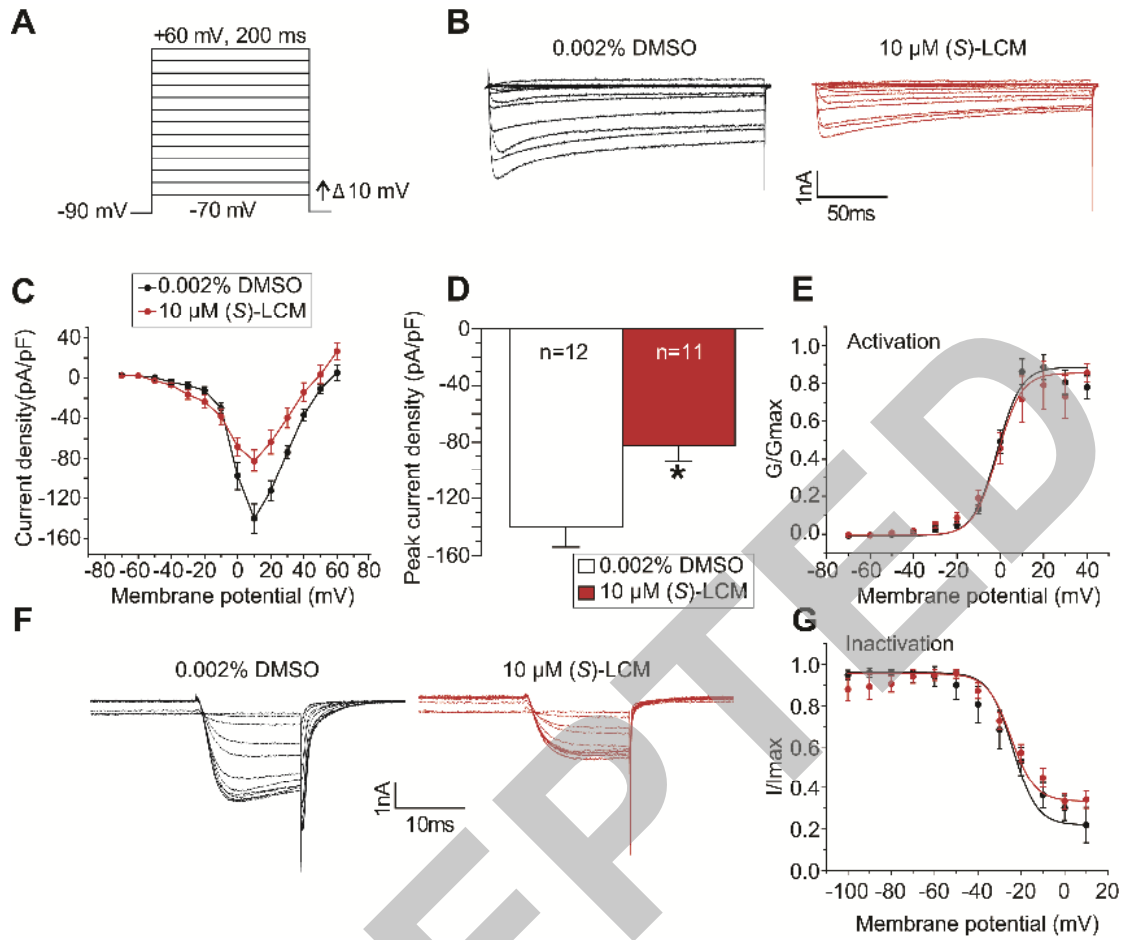 A
+60 mV, 200 ms
-90 mV
-70 mV
Δ 10 mV
B
0.002% DMSO
10 µM (S)-LCM
1nA
50ms
C
0.002% DMSO
10 µM (S)-LCM
Current density(pA/pF)
40
0
-40
-80
-120
-160
-80 -60 -40 -20 0 20 40 60 80
Membrane potential (mV)
D
Peak current density (pA/pF)
0
-40
-80
-120
-160
n=12
n=11
*
0.002% DMSO
10 µM (S)-LCM
E
Activation
G/Gmax
1.0
0.8
0.6
0.4
0.2
0.0
-80 -60 -40 -20 0 20 40
Membrane potential (mV)
F
0.002% DMSO
10 µM (S)-LCM
1nA
10ms
G
Inactivation
I/Imax
1.0
0.8
0.6
0.4
0.2
0.0
-100 -80 -60 -40 -20 0 20
Membrane potential (mV)
EPTED